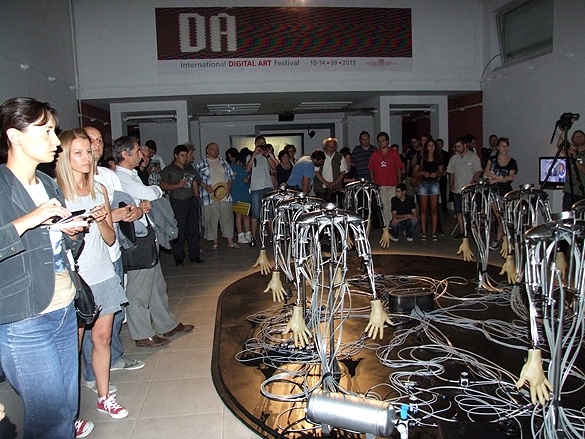 DA
International DIGITAL ART Festival 10-14•09•2013